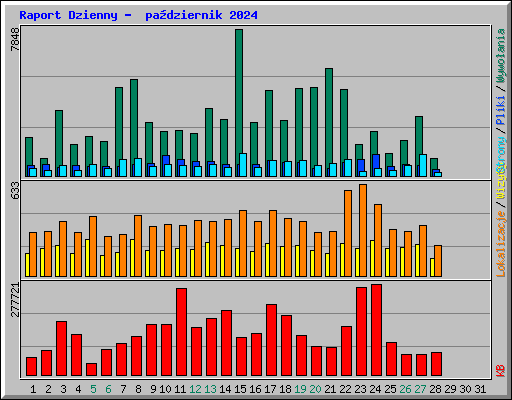 Raport Dzienny -  październik 2024
7848
Wywołania / Pliki / Strony
633
Lokalizacje / Wizyt
277721
KB
1 2 3 4 5 6 7 8 9 10 11 12 13 14 15 16 17 18 19 20 21 22 23 24 25 26 27 28 29 30 31